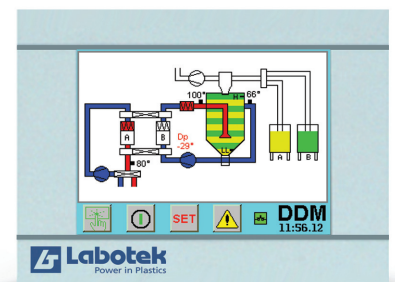 100°
66°
H
A
B
Dp
-29°
80°
A
B
SET
DDM
11:56.12
Labotek
Power in Plastics